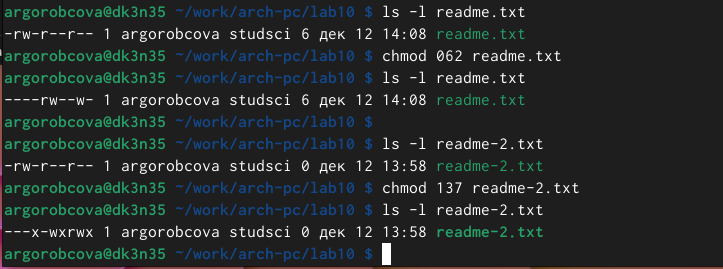 argorobcova@dk3n35 ~/work/arch-pc/lab10 $ ls -l readme.txt
-rw-r--r-- 1 argorobcova studsci 6 дек 12 14:08 readme.txt
argorobcova@dk3n35 ~/work/arch-pc/lab10 $ chmod 062 readme.txt
argorobcova@dk3n35 ~/work/arch-pc/lab10 $ ls -l readme.txt
----rw--w- 1 argorobcova studsci 6 дек 12 14:08 readme.txt
argorobcova@dk3n35 ~/work/arch-pc/lab10 $
argorobcova@dk3n35 ~/work/arch-pc/lab10 $ ls -l readme-2.txt
-rw-r--r-- 1 argorobcova studsci 0 дек 12 13:58 readme-2.txt
argorobcova@dk3n35 ~/work/arch-pc/lab10 $ chmod 137 readme-2.txt
argorobcova@dk3n35 ~/work/arch-pc/lab10 $ ls -l readme-2.txt
---x-wxrwx 1 argorobcova studsci 0 дек 12 13:58 readme-2.txt
argorobcova@dk3n35 ~/work/arch-pc/lab10 $